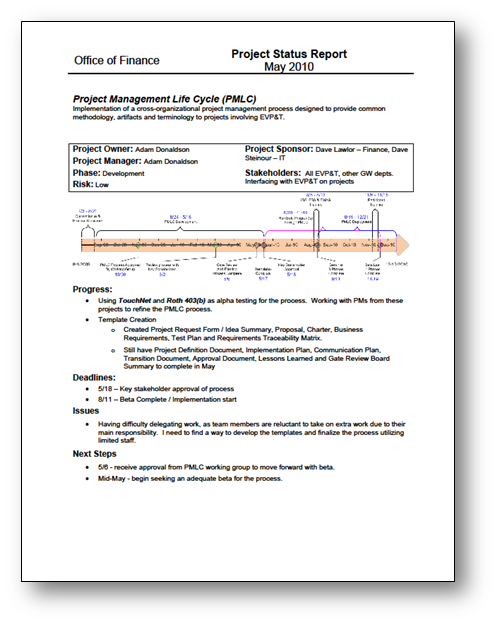 Office of Finance
Project Status Report
May 2010
Project Management Life Cycle (PMLC)
Implementation of a cross-organizational project management process designed to provide common
methodology, artifacts and terminology to projects involving EVP&T.
Project Owner: Adam Donaldson
Project Manager: Adam Donaldson
Phase: Development
Risk: Low
Project Sponsor: Dave Lawlor – Finance, Dave
Steinour – IT
Stakeholders: All EVP&T, other GW depts.
Interfacing with EVP&T on projects
Progress:
• Using TouchNet and Roth 403(b) as alpha testing for the process. Working with PMs from these
projects to refine the PMLC process.
• Template Creation
o Created Project Request Form / Idea Summary, Proposal, Charter, Business
Requirements, Test Plan and Requirements Traceability Matrix.
o Still have Project Definition Document, Implementation Plan, Communication Plan,
Transition Document, Approval Document, Lessons Learned and Gate Review Board
Summary to complete in May
Deadlines:
• 5/18 – Key stakeholder approval of process
• 8/11 – Beta Complete / Implementation start
Issues
• Having difficulty delegating work, as team members are reluctant to take on extra work due to their
main responsibility. I need to find a way to develop the templates and finalize the process utilizing
limited staff.
Next Steps
• 5/6 - receive approval from PMLC working group to move forward with beta.
• Mid-May - begin seeking an adequate beta for the process.